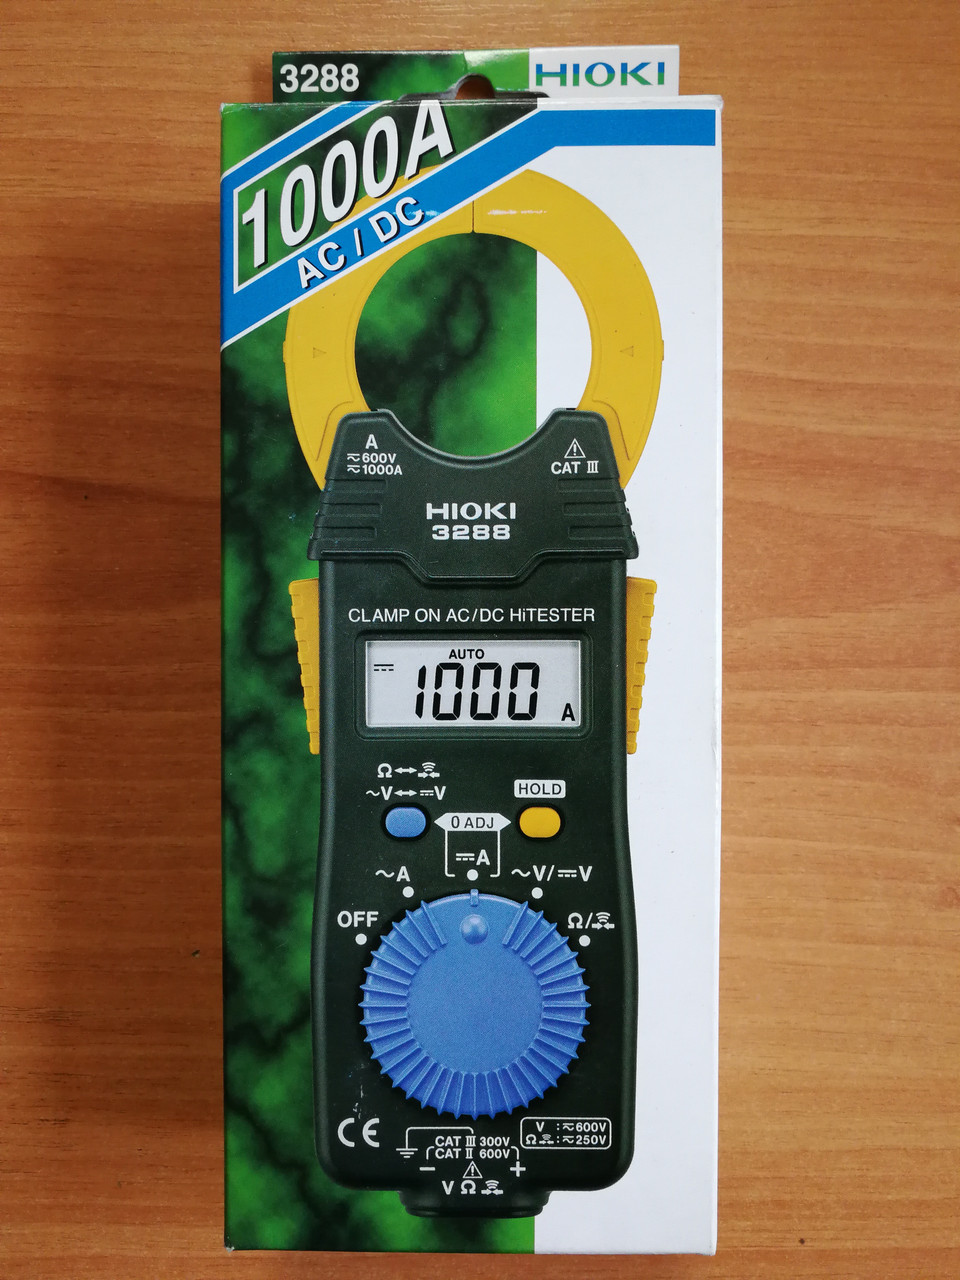 3288
HIOKI
1000A
AC / DC
A
⎓~600V
⎓~1000A
⚠
CAT III
HIOKI
3288
CLAMP ON AC/DC HiTESTER
AUTO
1000
A
Ω↔
~V↔⎓V
HOLD
0 ADJ
⎓A
~A
~V/⎓V
OFF
Ω/
CE
CAT III 300V
CAT II 600V
V : ⎓~600V
Ω : ⎓~250V
− ⚠ +
V Ω